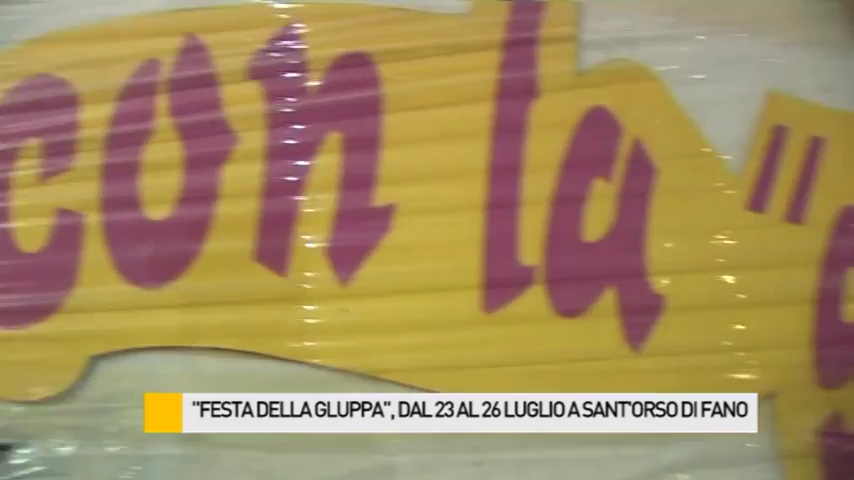 con la "
"FESTA DELLA GLUPPA", DAL 23 AL 26 LUGLIO A SANT'ORSO DI FANO